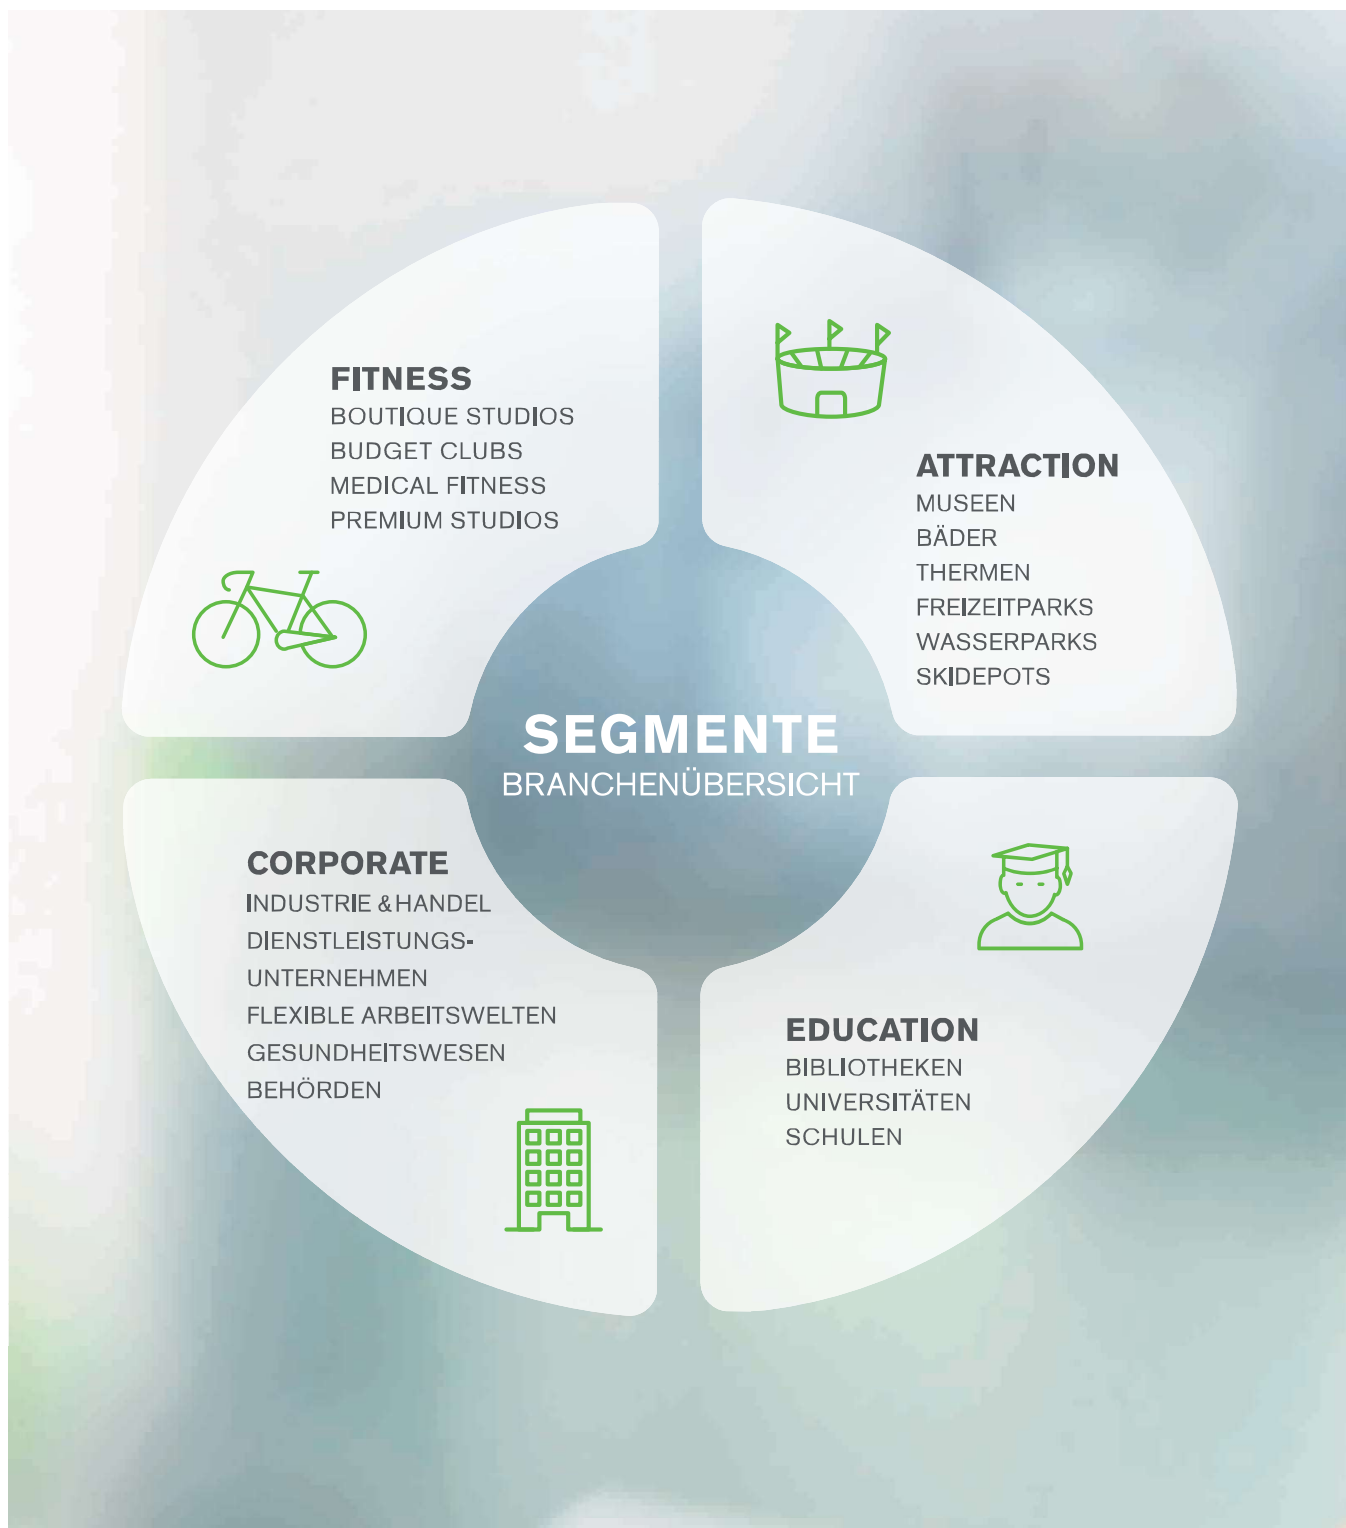 FITNESS
BOUTIQUE STUDIOS
BUDGET CLUBS
MEDICAL FITNESS
PREMIUM STUDIOS
ATTRACTION
MUSEEN
BÄDER
THERMEN
FREIZEITPARKS
WASSERPARKS
SKIDEPOTS
SEGMENTE
BRANCHENÜBERSICHT
CORPORATE
INDUSTRIE & HANDEL
DIENSTLEISTUNGS-
UNTERNEHMEN
FLEXIBLE ARBEITSWELTEN
GESUNDHEITSWESEN
BEHÖRDEN
EDUCATION
BIBLIOTHEKEN
UNIVERSITÄTEN
SCHULEN